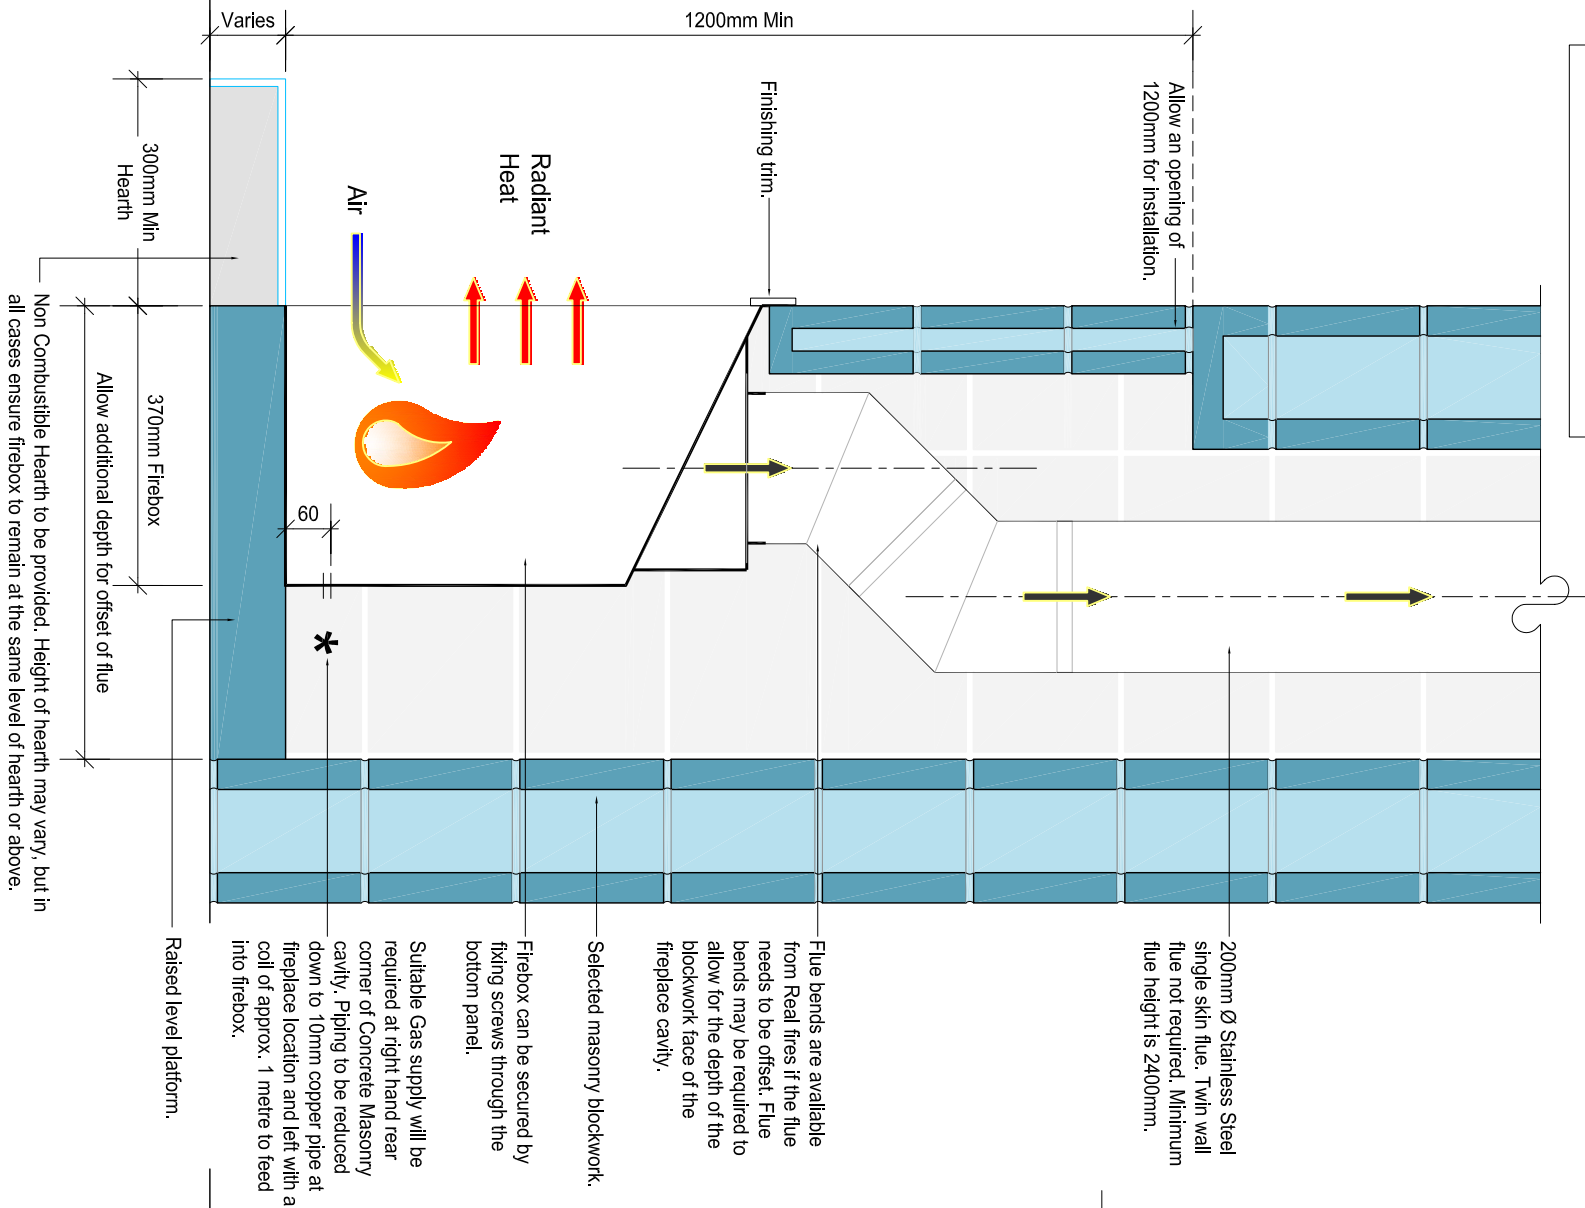 Varies
1200mm Min
Allow an opening of
1200mm for installation.
Finishing trim.
Radiant
Heat
Air
300mm Min
Hearth
370mm Firebox
60
Allow additional depth for offset of flue
Non Combustible Hearth to be provided. Height of hearth may vary, but in
all cases ensure firebox to remain at the same level of hearth or above.
*
200mm Ø Stainless Steel
single skin flue. Twin wall
flue not required. Minimum
flue height is 2400mm.
Flue bends are avaliable
from Real fires if the flue
needs to be offset. Flue
bends may be required to
allow for the depth of the
blockwork face of the
fireplace cavity.
Selected masonry blockwork.
Firebox can be secured by
fixing screws through the
bottom panel.
Suitable Gas supply will be
required at right hand rear
corner of Concrete Masonry
cavity. Piping to be reduced
down to 10mm copper pipe at
fireplace location and left with a
coil of approx. 1 metre to feed
into firebox.
Raised level platform.